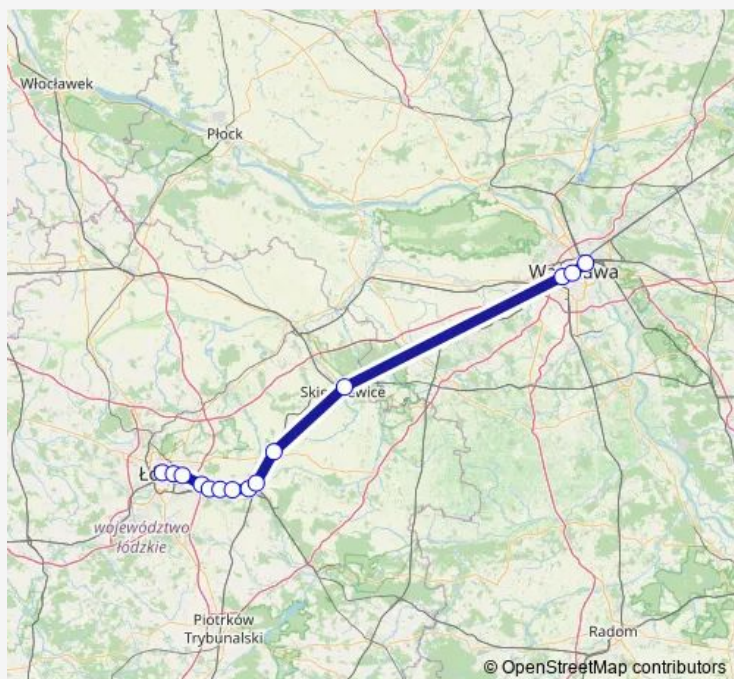 Włocławek
Płock
województwo
łódzkie
Piotrków
Trybunalski
Radom
© OpenStreetMap contributors